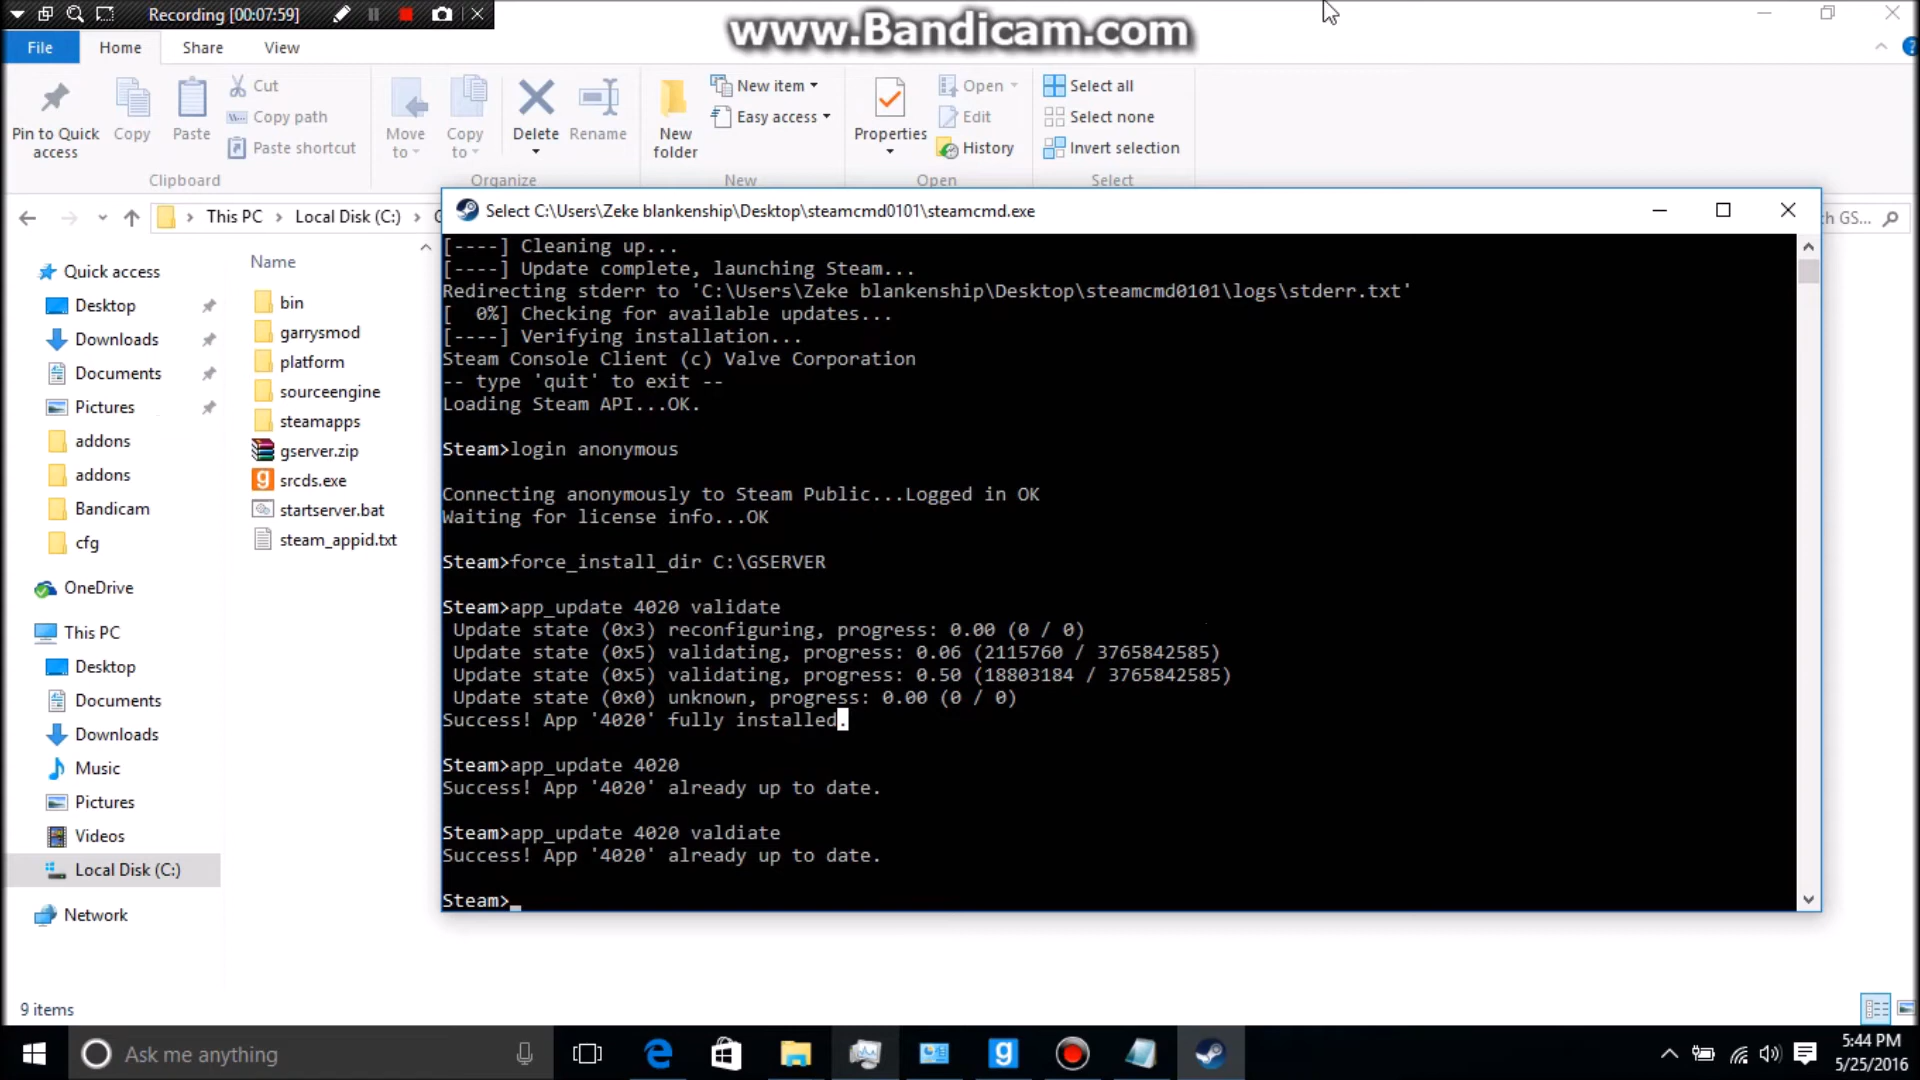 Recording [00:07:59]
www.Bandicam.com
File Home Share View
Pin to Quick access
Copy
Paste
Cut
Copy path
Paste shortcut
Clipboard
Move to
Copy to
Delete
Rename
Organize
New folder
New item
Easy access
New
Properties
Open
Edit
History
Open
Select all
Select none
Invert selection
Select
This PC > Local Disk (C:) >
GS...
Quick access
Desktop
Downloads
Documents
Pictures
addons
addons
Bandicam
cfg
OneDrive
This PC
Desktop
Documents
Downloads
Music
Pictures
Videos
Local Disk (C:)
Network
Name
bin
garrysmod
platform
sourceengine
steamapps
gserver.zip
srcds.exe
startserver.bat
steam_appid.txt
Select C:\Users\Zeke blankenship\Desktop\steamcmd0101\steamcmd.exe
[----] Cleaning up...
[----] Update complete, launching Steam...
Redirecting stderr to 'C:\Users\Zeke blankenship\Desktop\steamcmd0101\logs\stderr.txt'
[  0%] Checking for available updates...
[----] Verifying installation...
Steam Console Client (c) Valve Corporation
-- type 'quit' to exit --
Loading Steam API...OK.
Steam>login anonymous
Connecting anonymously to Steam Public...Logged in OK
Waiting for license info...OK
Steam>force_install_dir C:\GSERVER
Steam>app_update 4020 validate
Update state (0x3) reconfiguring, progress: 0.00 (0 / 0)
Update state (0x5) validating, progress: 0.06 (2115760 / 3765842585)
Update state (0x5) validating, progress: 0.50 (18803184 / 3765842585)
Update state (0x0) unknown, progress: 0.00 (0 / 0)
Success! App '4020' fully installed.
Steam>app_update 4020
Success! App '4020' already up to date.
Steam>app_update 4020 valdiate
Success! App '4020' already up to date.
Steam>_
9 items
Ask me anything
5:44 PM
5/25/2016